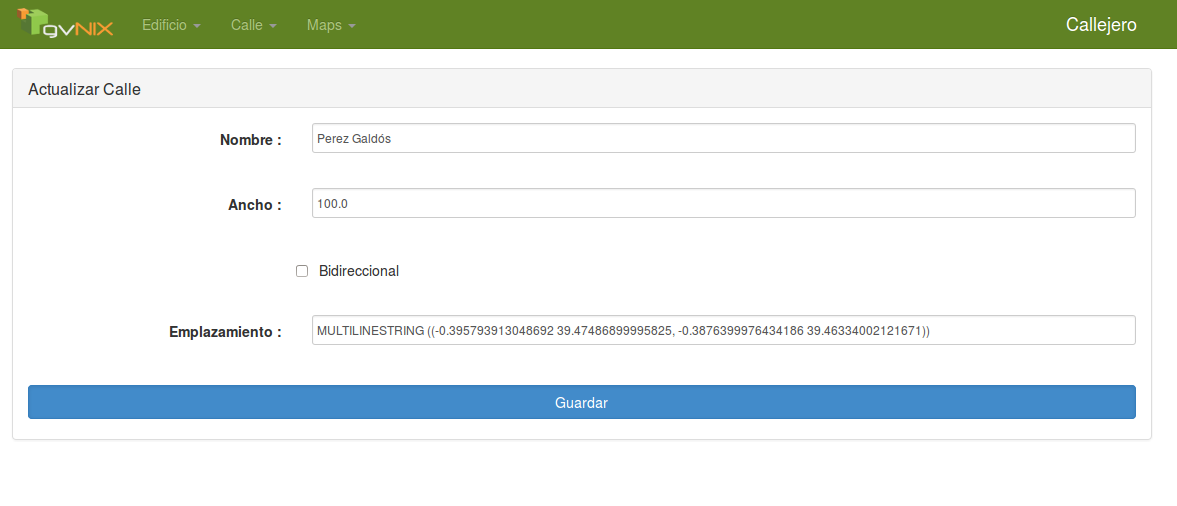 gvNIX Edificio Calle Maps Callejero
Actualizar Calle
Nombre : Perez Galdós
Ancho : 100.0
Bidireccional
Emplazamiento : MULTILINESTRING ((-0.395793913048692 39.47486899995825, -0.3876399976434186 39.46334002121671))
Guardar